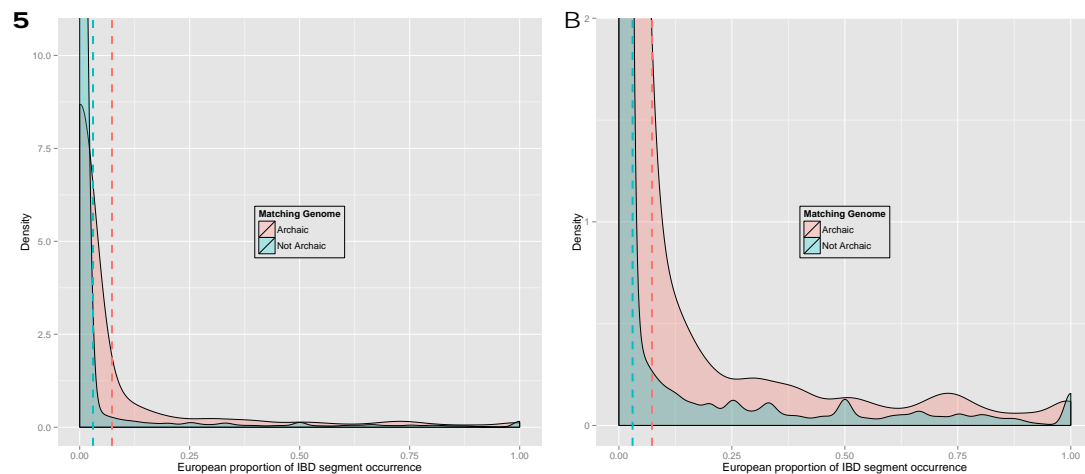 5
10.0
7.5
5.0
2.5
0.0
Density
Matching Genome
Archaic
Not Archaic
0.00 0.25 0.50 0.75 1.00
European proportion of IBD segment occurrence
B
2
1
0
Density
Matching Genome
Archaic
Not Archaic
0.00 0.25 0.50 0.75 1.00
European proportion of IBD segment occurrence